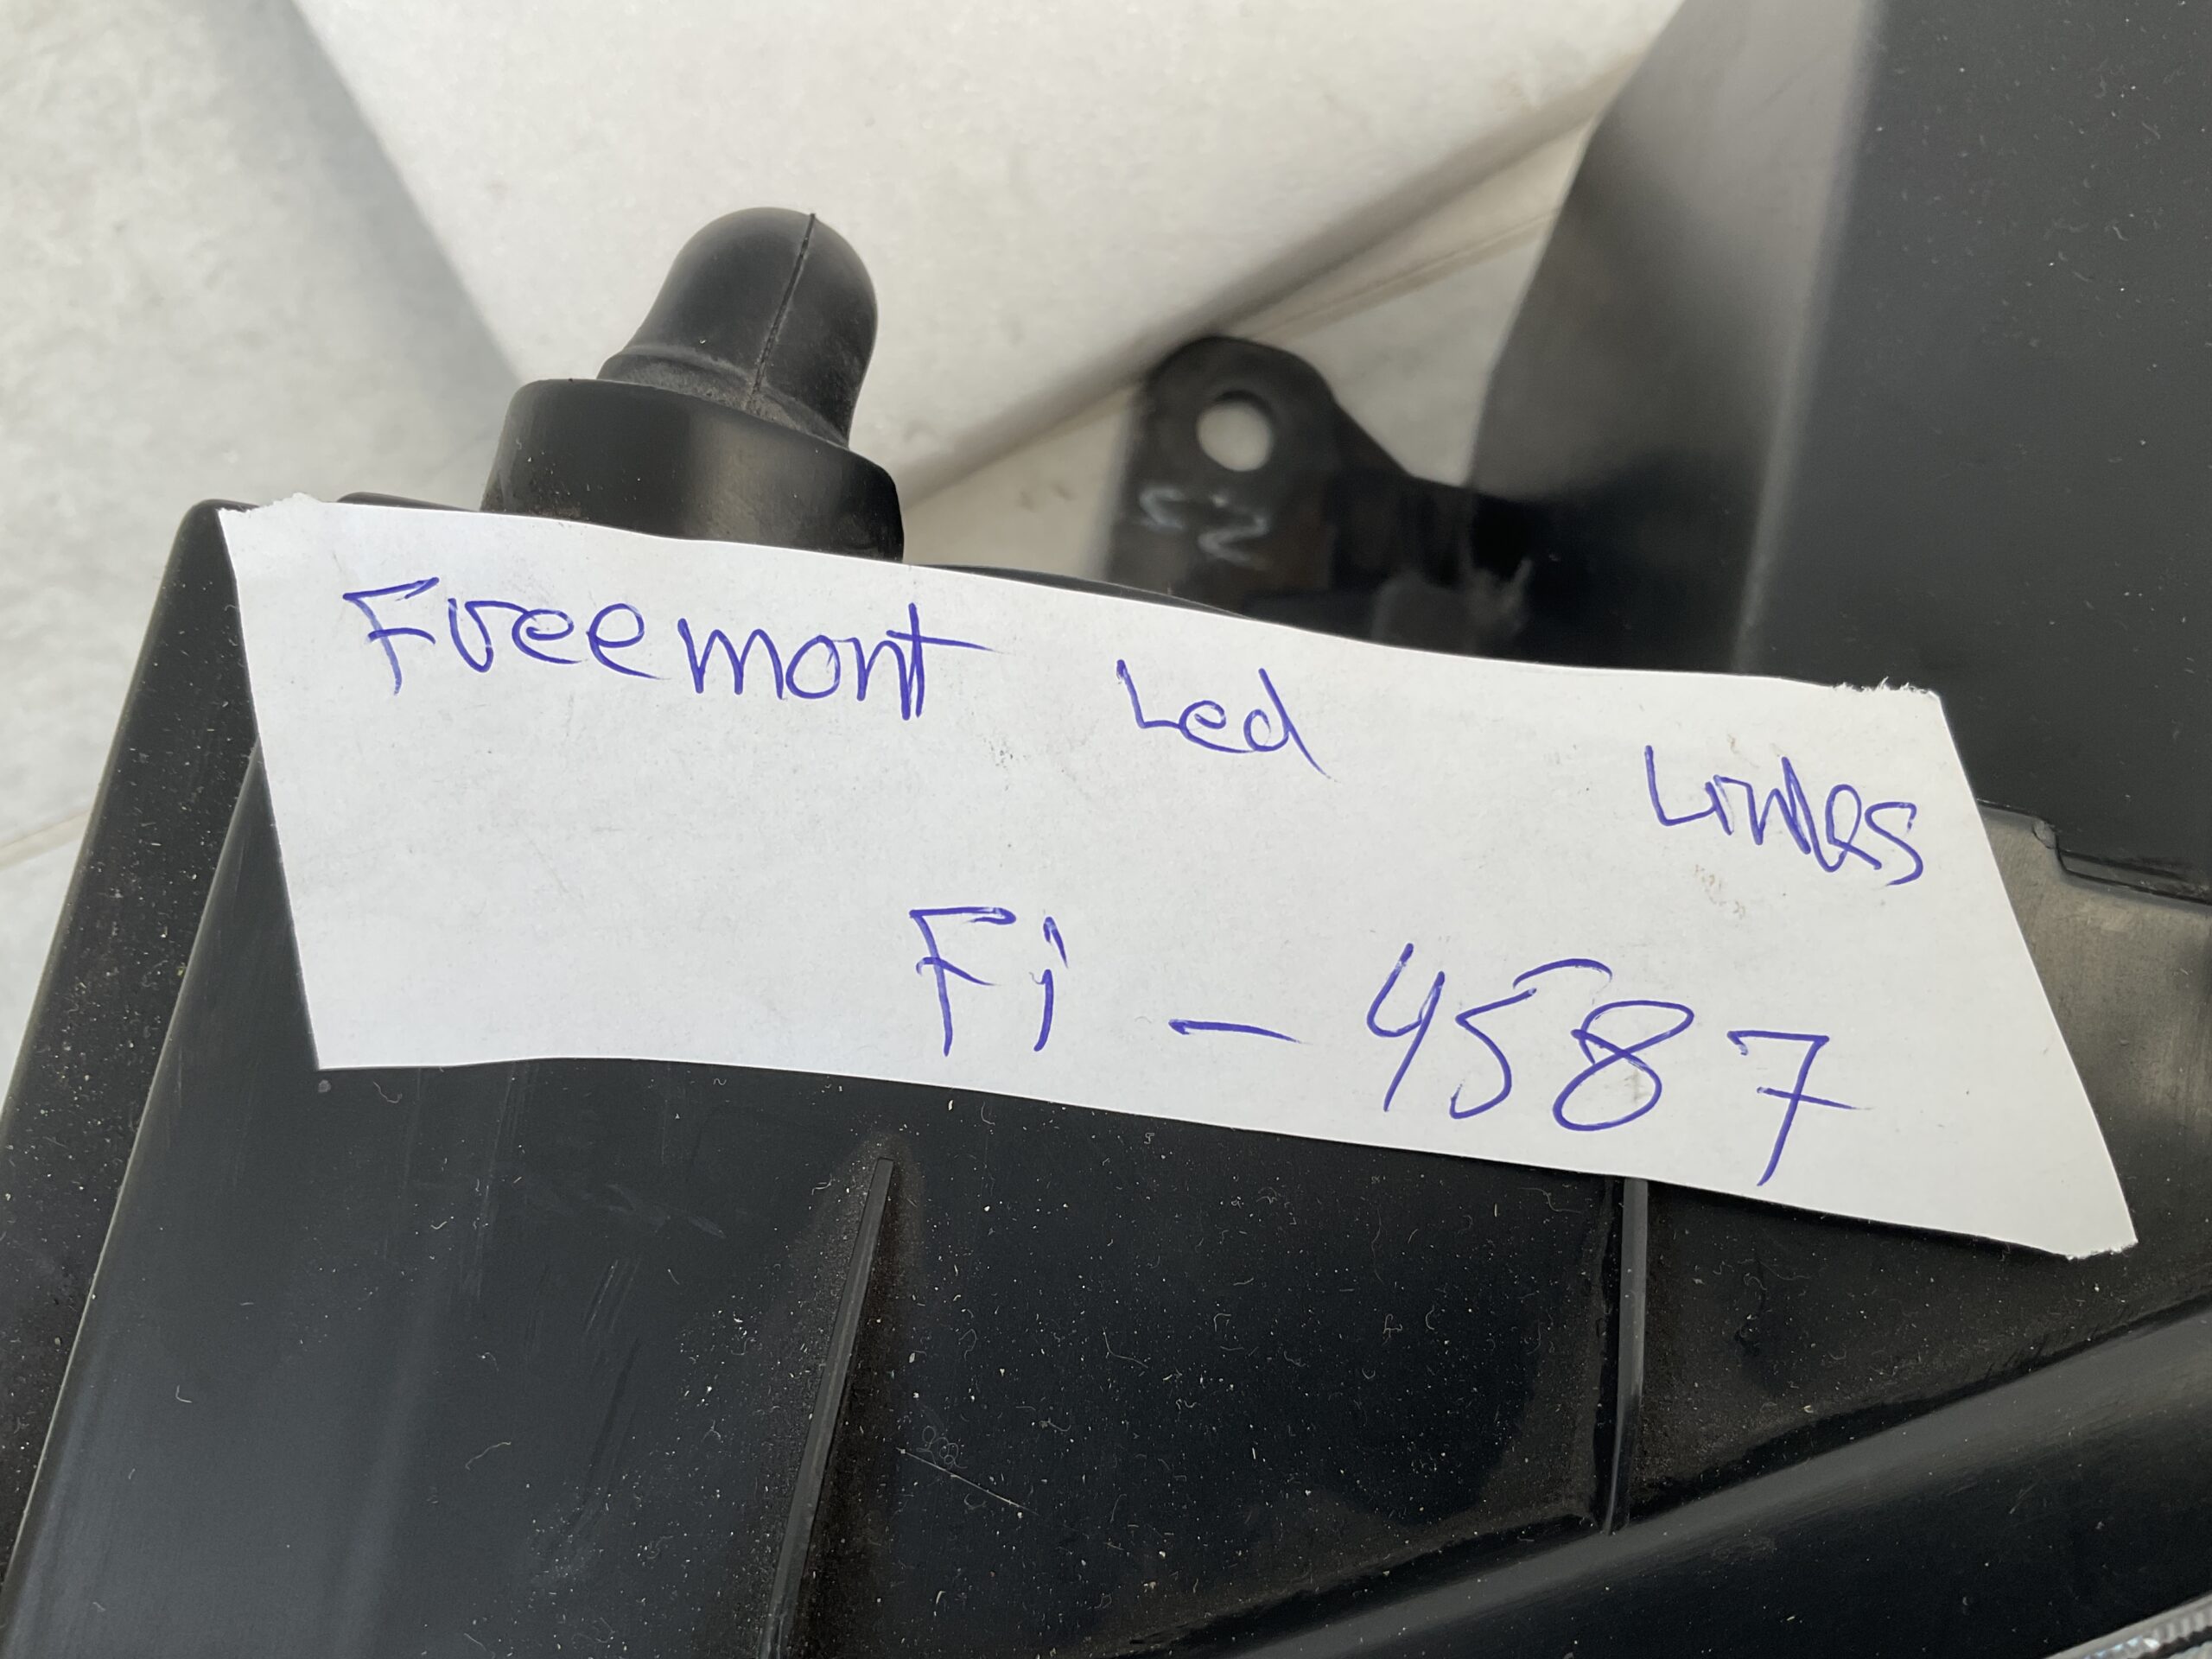 Freemont Led Links
Fi - 4587